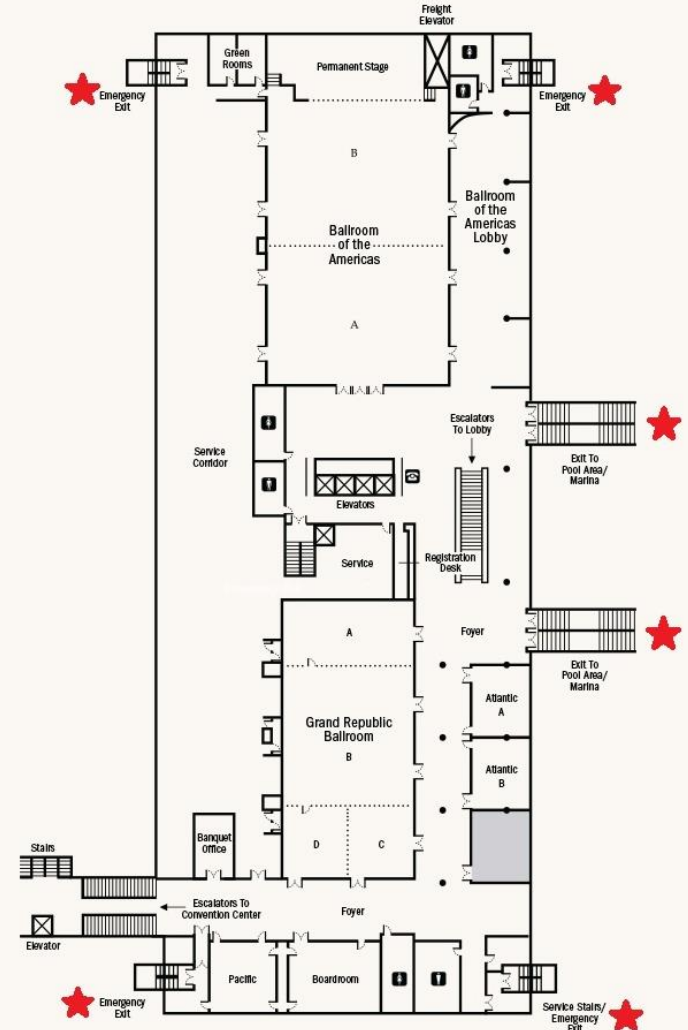 Freight
Elevator
Green
Rooms
Permanent Stage
Emergency
Exit
Emergency
Exit
B
Ballroom
of the
Americas
Lobby
Ballroom
of the
Americas
A
Escalators
To Lobby
Service
Corridor
Exit To
Pool Area/
Marina
Elevators
Service
Registration
Desk
A
Foyer
Exit To
Pool Area/
Marina
Atlantic
A
Grand Republic
Ballroom
B
Atlantic
B
Banquet
Office
D
C
Stairs
Escalators To
Convention Center
Foyer
Elevator
Pacific
Boardroom
Emergency
Exit
Service Stairs/
Emergency
Exit